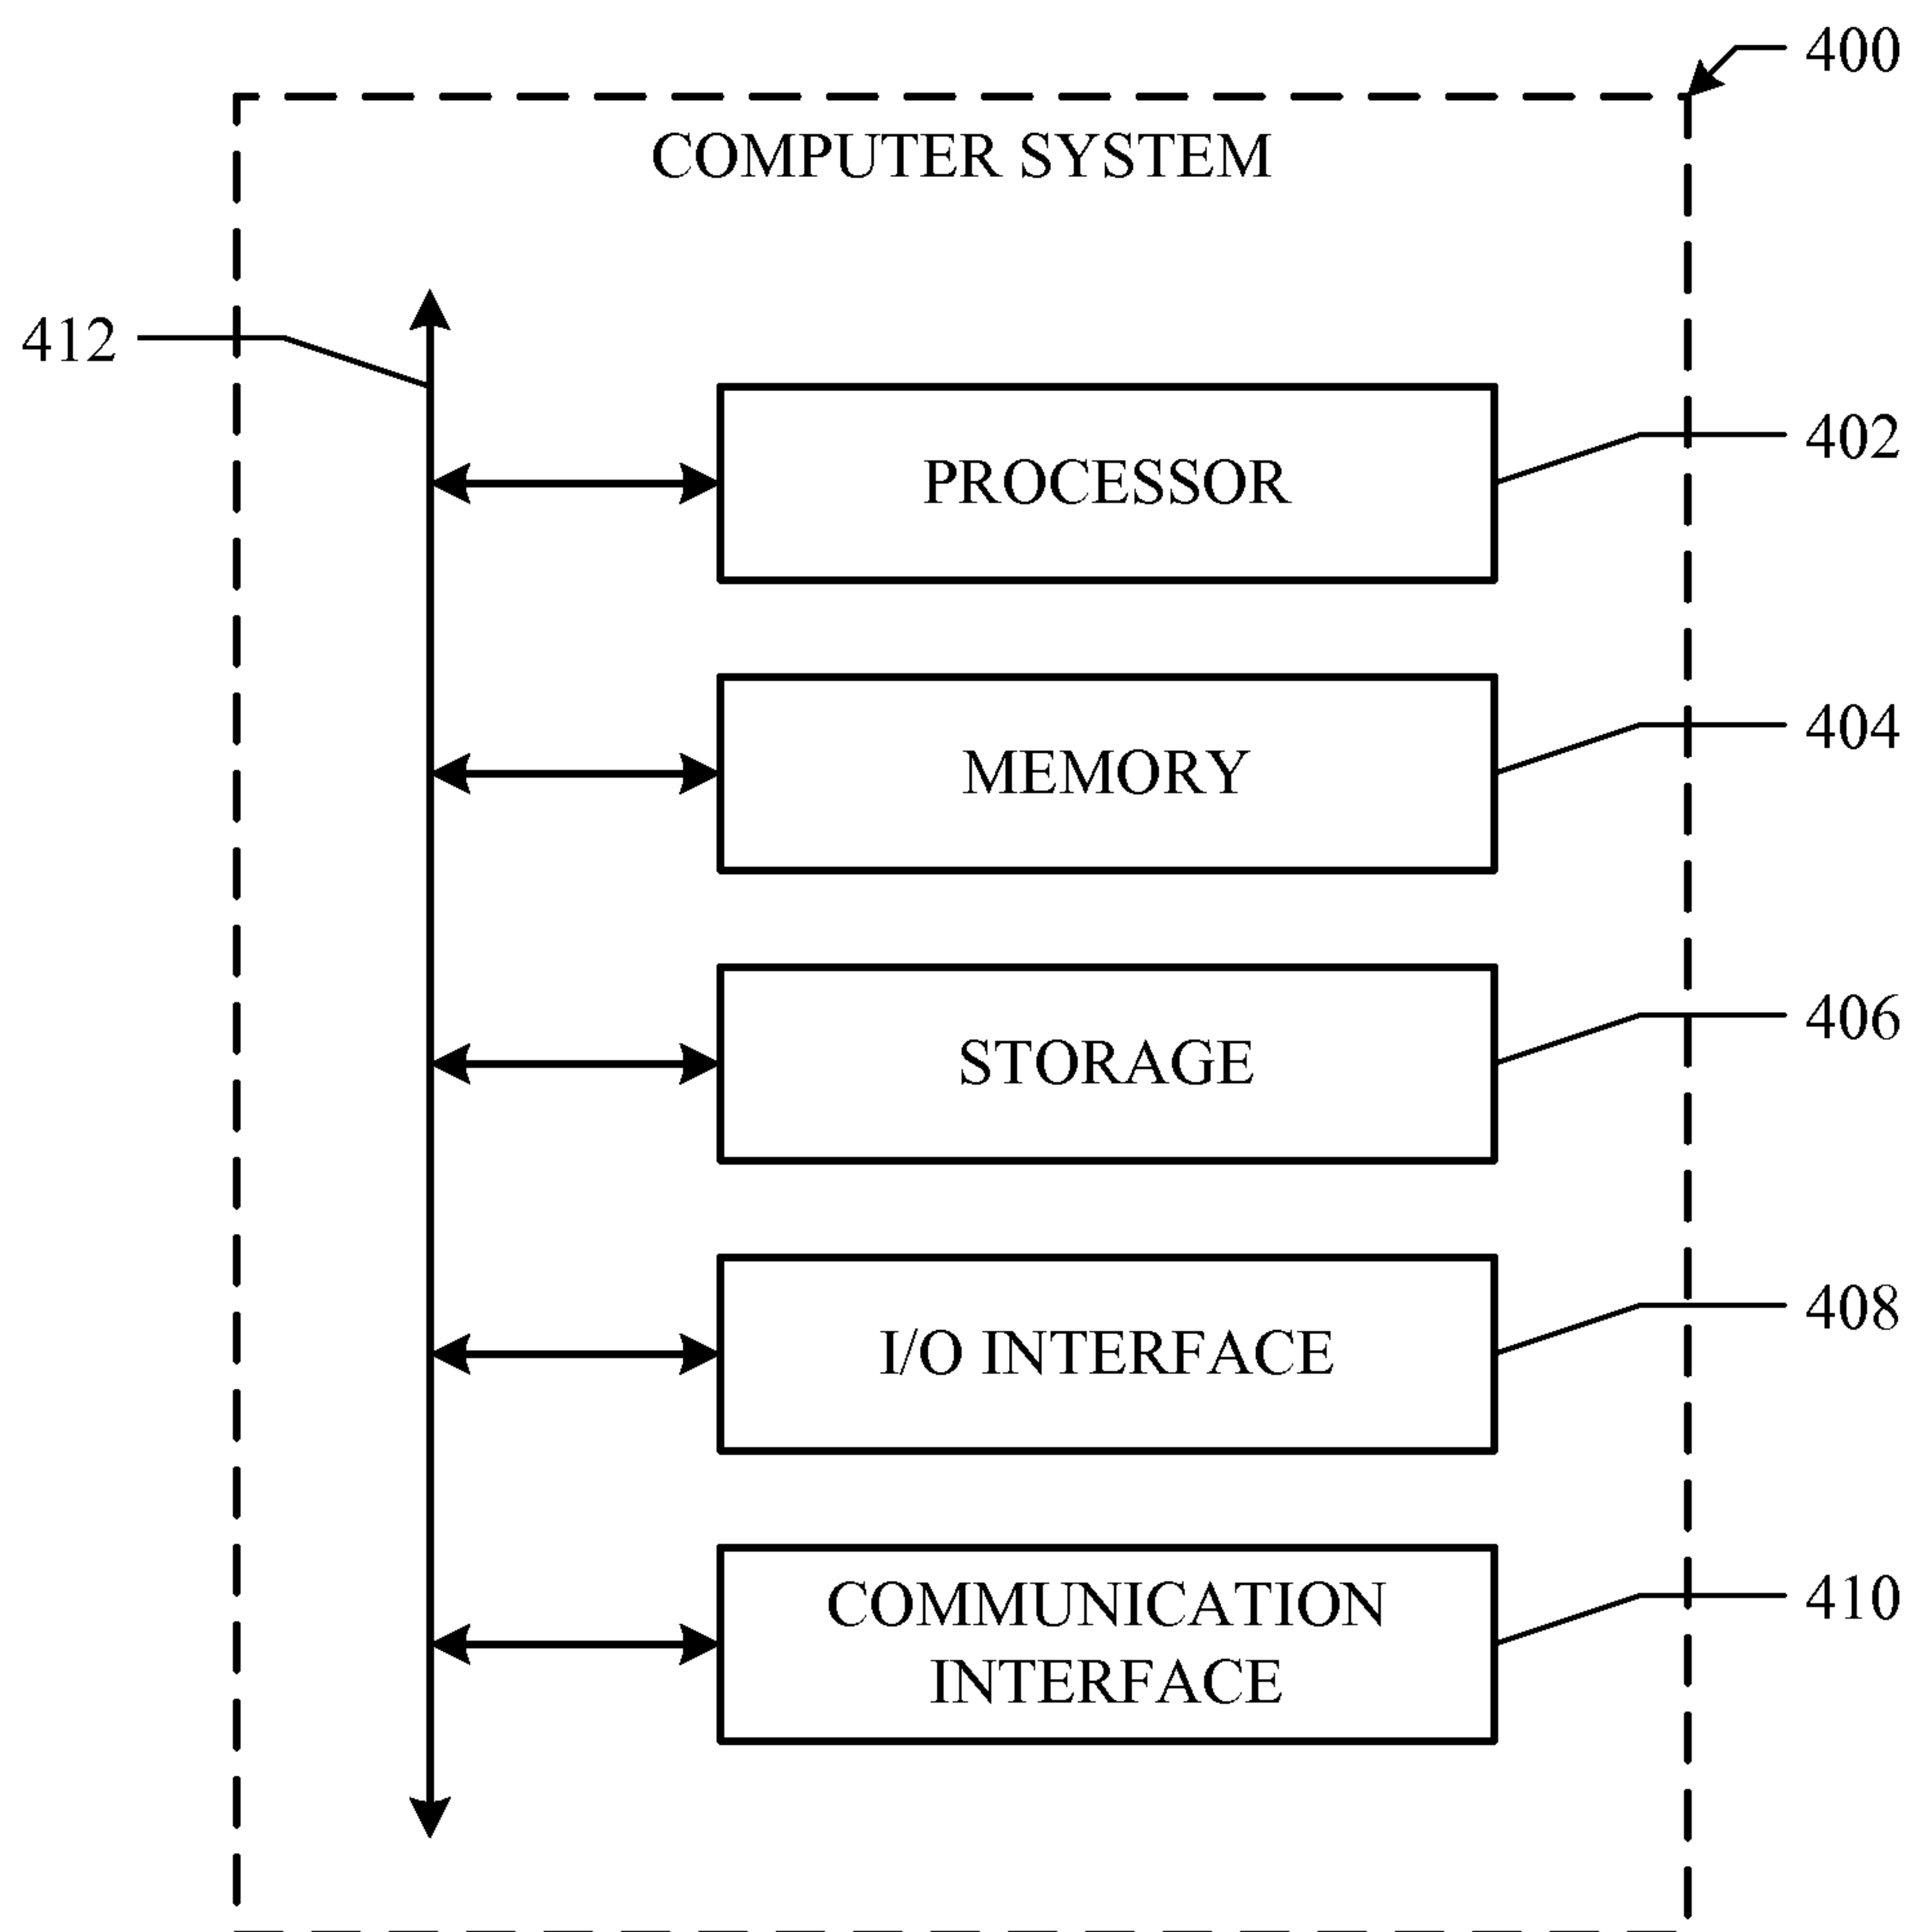 400
COMPUTER SYSTEM
412
PROCESSOR
402
MEMORY
404
STORAGE
406
I/O INTERFACE
408
COMMUNICATION
INTERFACE
410